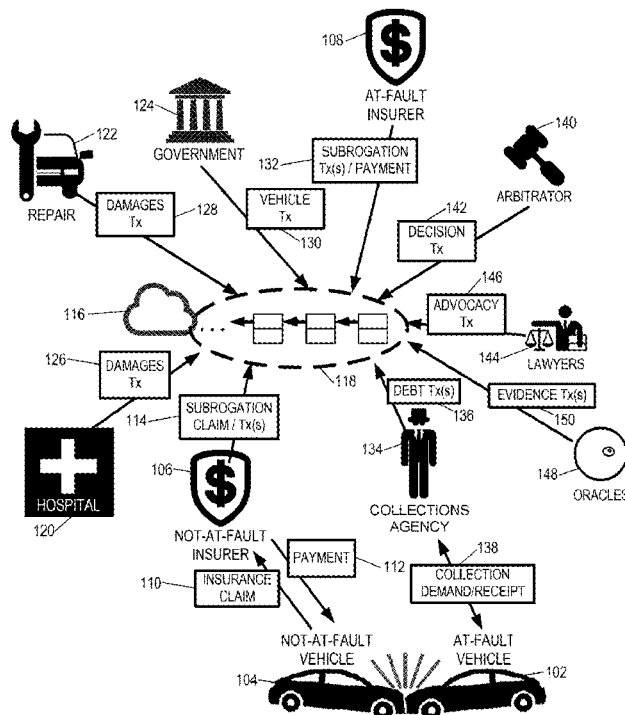 108
$
AT-FAULT
INSURER
124
GOVERNMENT
122
REPAIR
140
ARBITRATOR
132
SUBROGATION
Tx(s) / PAYMENT
DAMAGES
Tx
128
VEHICLE
Tx
130
142
DECISION
Tx
116
...
118
146
ADVOCACY
Tx
144
LAWYERS
126
DAMAGES
Tx
114
SUBROGATION
CLAIM / Tx(s)
DEBT Tx(s)
136
EVIDENCE Tx(s)
150
134
148
ORACLES
HOSPITAL
120
106
$
NOT-AT-FAULT
INSURER
COLLECTIONS
AGENCY
110
INSURANCE
CLAIM
PAYMENT
112
138
COLLECTION
DEMAND/RECEIPT
NOT-AT-FAULT
VEHICLE
AT-FAULT
VEHICLE
104
102